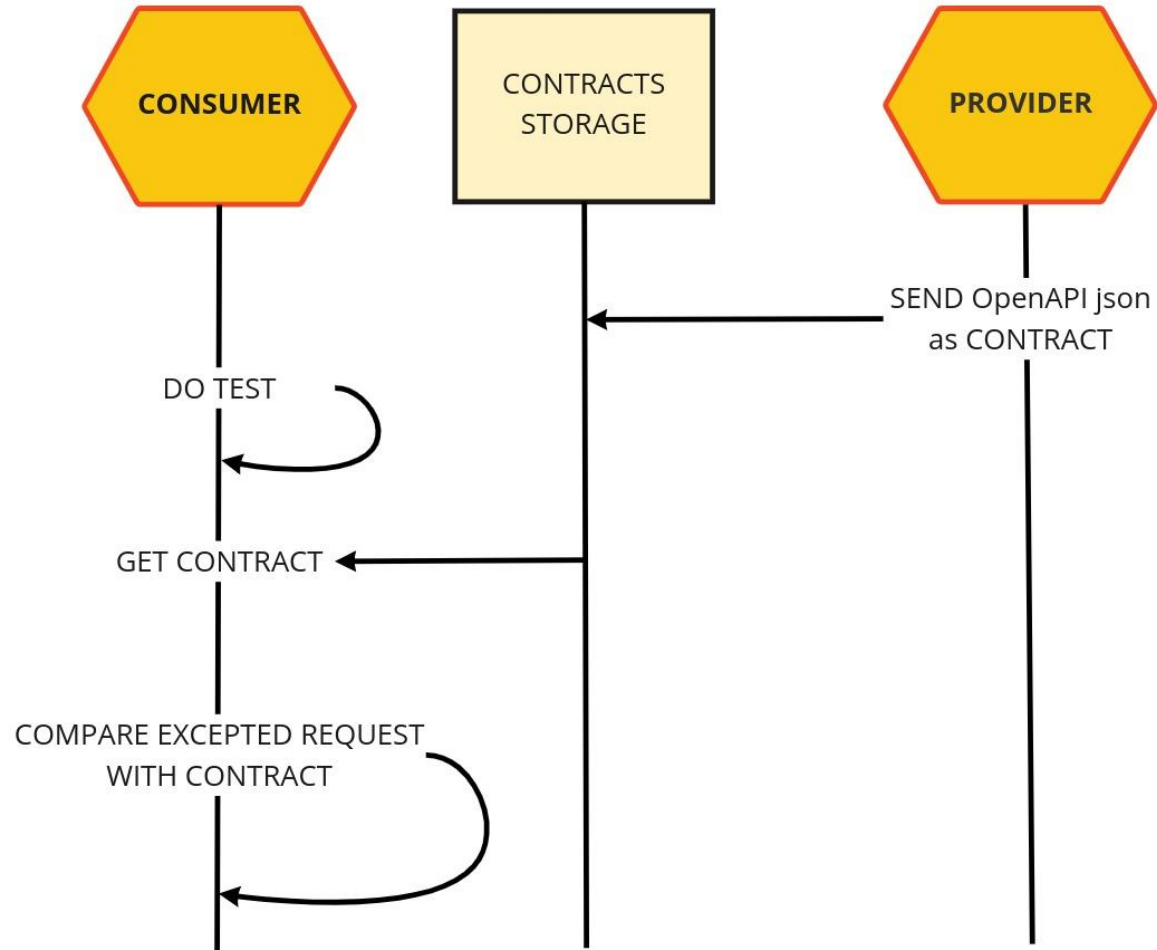 CONSUMER
CONTRACTS
STORAGE
PROVIDER
SEND OpenAPI json
as CONTRACT
DO TEST
GET CONTRACT
COMPARE EXCEPTED REQUEST
WITH CONTRACT